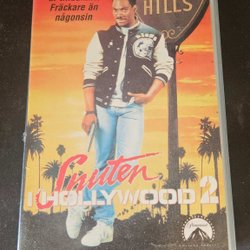 HILLS
Fräckare än
någonsin
Snuten
I HOLLYWOOD 2